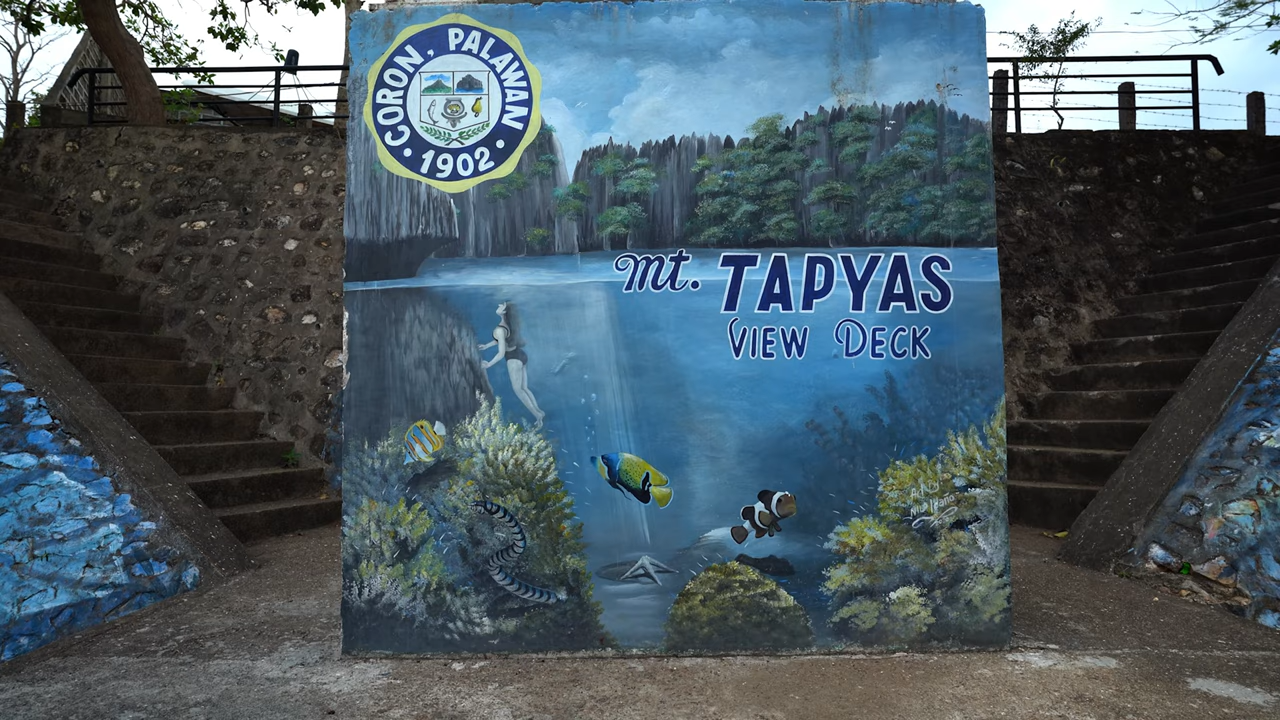 CORON, PALAWAN
• 1902 •
mt. TAPYAS
VIEW DECK